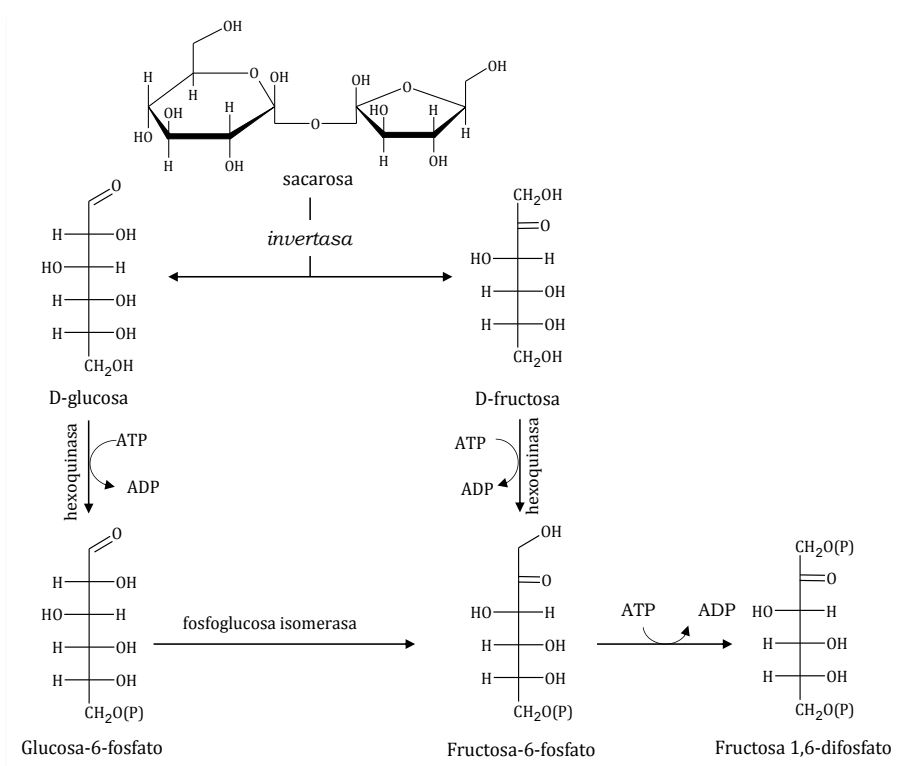 OH
O
OH
OH
H
H
OH
H
HO
H
OH
O
OH
O
HO
H
H
H
OH
OH
sacarosa
invertasa
O
H OH
HO H
H OH
H OH
CH2OH
D-glucosa
CH2OH
O
HO H
H OH
H OH
CH2OH
D-fructosa
hexoquinasa
ATP
ADP
ATP
ADP
hexoquinasa
O
H OH
HO H
H OH
H OH
CH2O(P)
Glucosa-6-fosfato
fosfoglucosa isomerasa
OH
O
HO H
H OH
H OH
CH2O(P)
Fructosa-6-fosfato
ATP ADP
CH2O(P)
O
HO H
H OH
H OH
CH2O(P)
Fructosa 1,6-difosfato